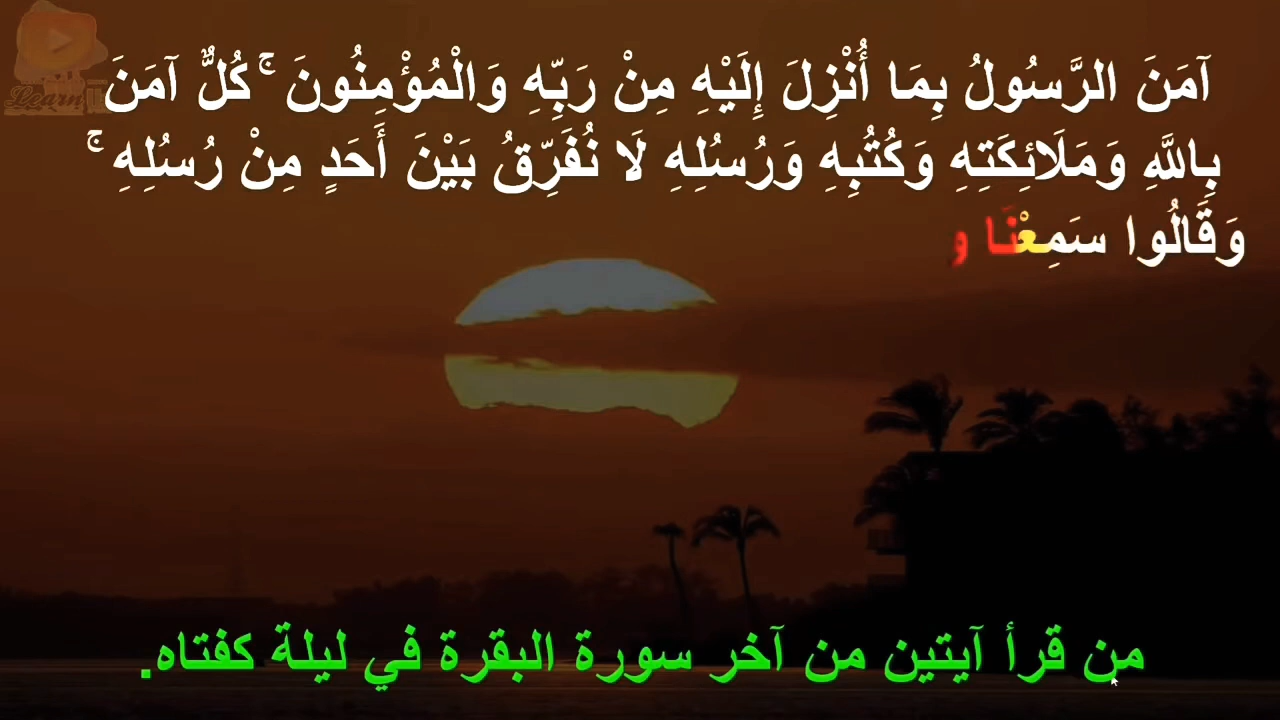 آمَنَ الرَّسُولُ بِمَا أُنْزِلَ إِلَيْهِ مِنْ رَبِّهِ وَالْمُؤْمِنُونَ ۚ كُلٌّ آمَنَ
بِاللَّهِ وَمَلَائِكَتِهِ وَكُتُبِهِ وَرُسُلِهِ لَا نُفَرِّقُ بَيْنَ أَحَدٍ مِنْ رُسُلِهِ ۚ
وَقَالُوا سَمِعْنَا و
من قرأ آيتين من آخر سورة البقرة في ليلة كفتاه.
Learn